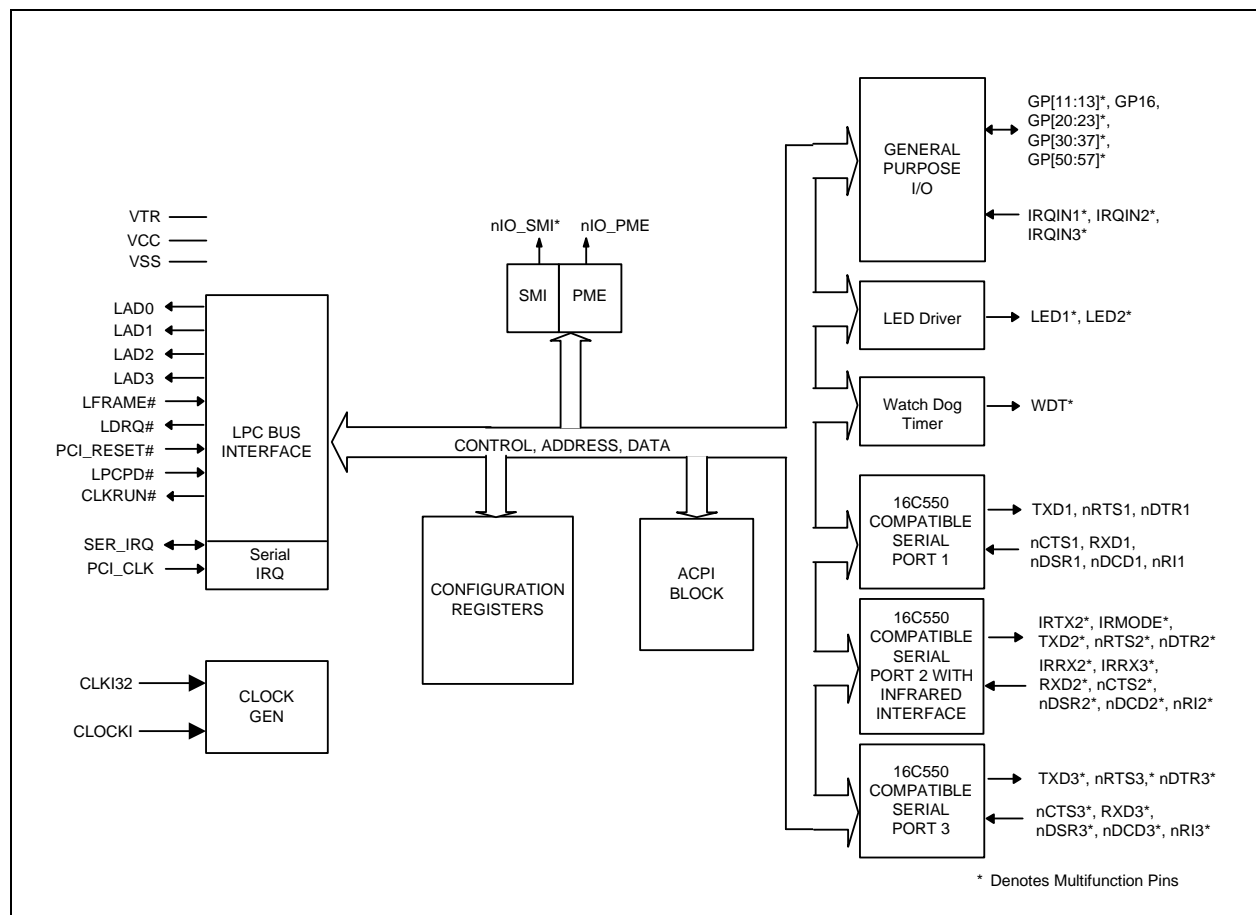 VTR
VCC
VSS
LAD0
LAD1
LAD2
LAD3
LFRAME#
LDRQ#
PCI_RESET#
LPCPD#
CLKRUN#
SER_IRQ
PCI_CLK
LPC BUS
INTERFACE
Serial
IRQ
CLKI32
CLOCKI
CLOCK
GEN
nIO_SMI*
nIO_PME
SMI
PME
CONTROL, ADDRESS, DATA
CONFIGURATION
REGISTERS
ACPI
BLOCK
GENERAL
PURPOSE
I/O
GP[11:13]*, GP16,
GP[20:23]*,
GP[30:37]*,
GP[50:57]*
IRQIN1*, IRQIN2*,
IRQIN3*
LED Driver
LED1*, LED2*
Watch Dog
Timer
WDT*
16C550
COMPATIBLE
SERIAL
PORT 1
TXD1, nRTS1, nDTR1
nCTS1, RXD1,
nDSR1, nDCD1, nRI1
16C550
COMPATIBLE
SERIAL
PORT 2 WITH
INFRARED
INTERFACE
IRTX2*, IRMODE*,
TXD2*, nRTS2*, nDTR2*
IRRX2*, IRRX3*,
RXD2*, nCTS2*,
nDSR2*, nDCD2*, nRI2*
16C550
COMPATIBLE
SERIAL
PORT 3
TXD3*, nRTS3,* nDTR3*
nCTS3*, RXD3*,
nDSR3*, nDCD3*, nRI3*
* Denotes Multifunction Pins